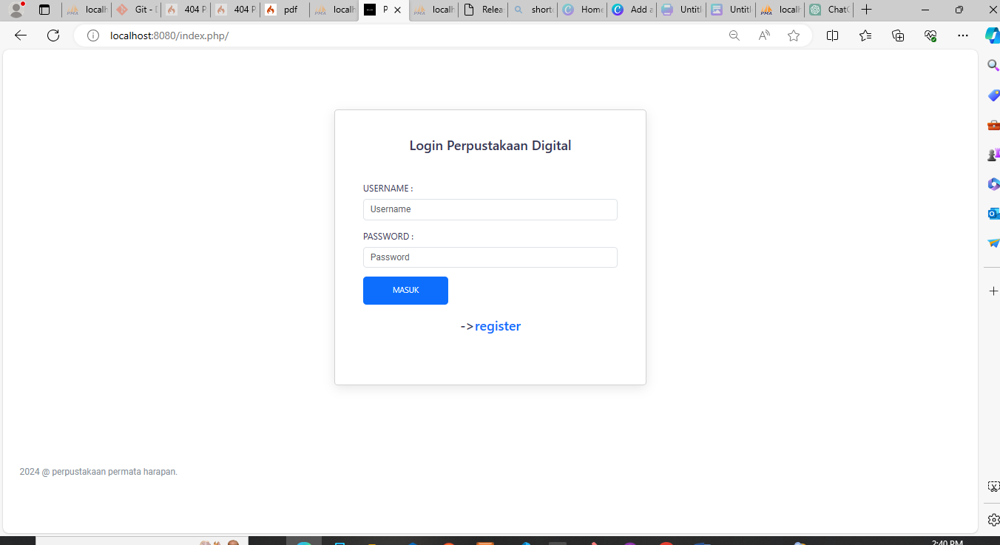 localh
Git - D
404 P
404 P
pdf
localh
P
localh
Relea
shorto
Home
Add a
Untitl
Untitl
localh
ChatG
localhost:8080/index.php/
Login Perpustakaan Digital
USERNAME :
Username
PASSWORD :
Password
MASUK
->register
2024 @ perpustakaan permata harapan.
2:40 PM